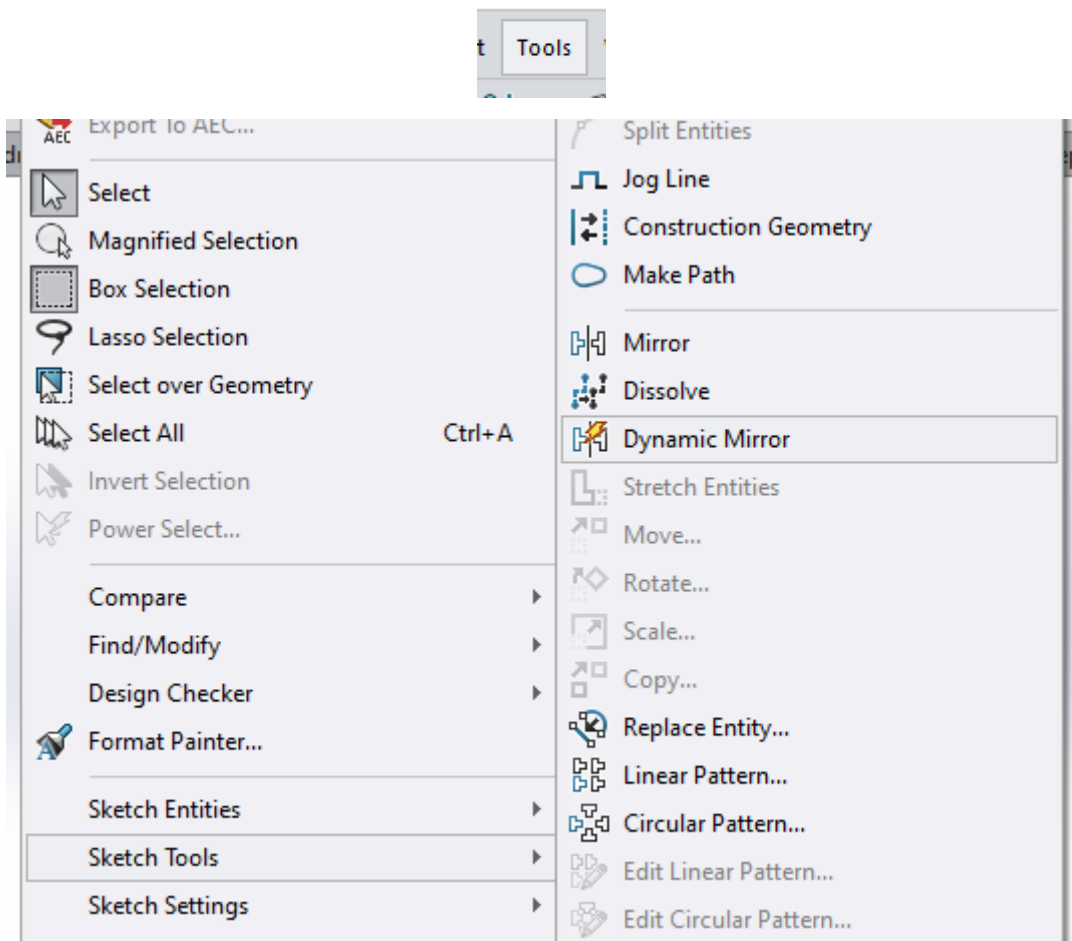 t Tools
AEC Export To AEC...
Select
Magnified Selection
Box Selection
Lasso Selection
Select over Geometry
Select All Ctrl+A
Invert Selection
Power Select...
Compare
Find/Modify
Design Checker
A Format Painter...
Sketch Entities
Sketch Tools
Sketch Settings
Split Entities
Jog Line
Construction Geometry
Make Path
Mirror
Dissolve
Dynamic Mirror
Stretch Entities
Move...
Rotate...
Scale...
Copy...
Replace Entity...
Linear Pattern...
Circular Pattern...
Edit Linear Pattern...
Edit Circular Pattern...